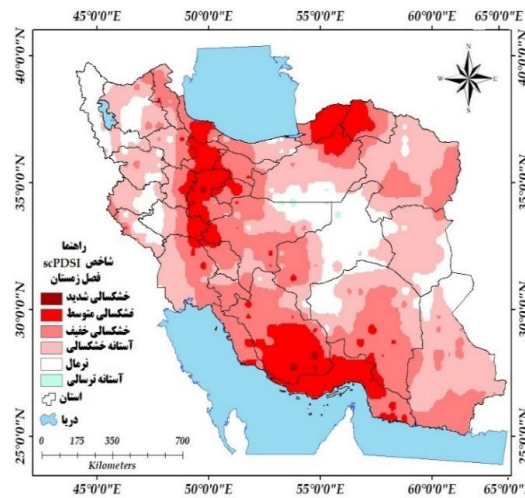 45°0'0"E 50°0'0"E 55°0'0"E 60°0'0"E 65°0'0"E
40°0'0"N
35°0'0"N
30°0'0"N
25°0'0"N
40°0'0"N
35°0'0"N
30°0'0"N
25°0'0"N
N
W E
S
راهنما
شاخص scPDSI
فصل زمستان
خشکسالی شدید
خشکسالی متوسط
خشکسالی خفیف
آستانه خشکسالی
نرمال
آستانه ترسالی
استان
دریا
0 175 350 700
Kilometers
45°0'0"E 50°0'0"E 55°0'0"E 60°0'0"E